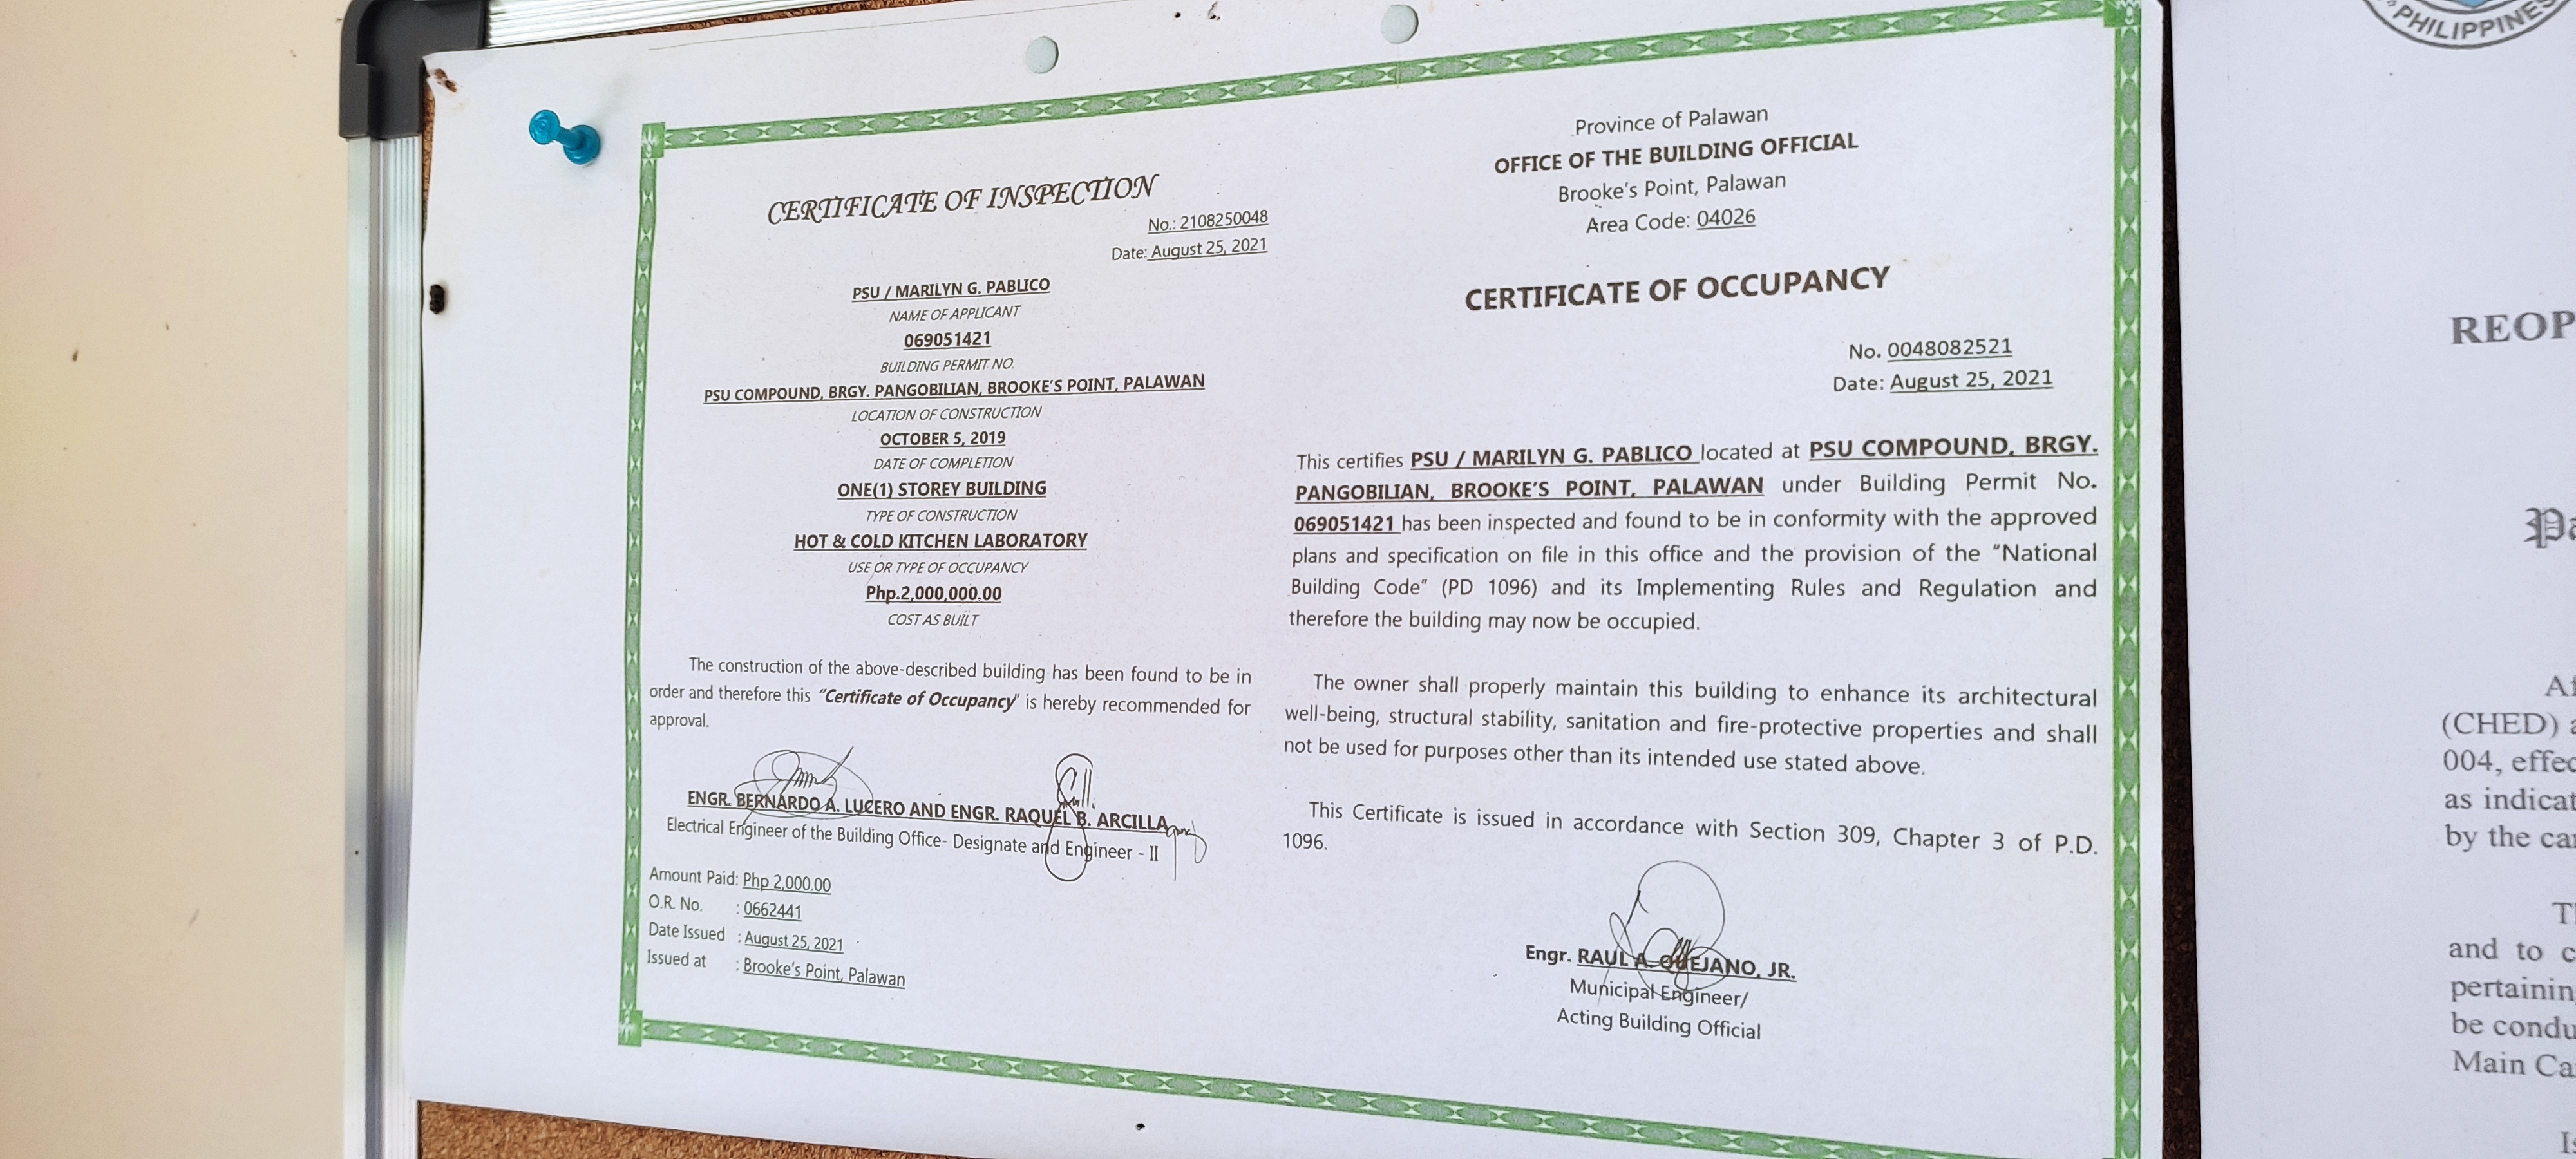 CERTIFICATE OF INSPECTION
No.: 2108250048
Date: August 25, 2021
PSU / MARILYN G. PABLICO
NAME OF APPLICANT
069051421
BUILDING PERMIT NO.
PSU COMPOUND, BRGY. PANGOBILIAN, BROOKE'S POINT, PALAWAN
LOCATION OF CONSTRUCTION
OCTOBER 5, 2019
DATE OF COMPLETION
ONE(1) STOREY BUILDING
TYPE OF CONSTRUCTION
HOT & COLD KITCHEN LABORATORY
USE OR TYPE OF OCCUPANCY
Php.2,000,000.00
COST AS BUILT
The construction of the above-described building has been found to be in
order and therefore this "Certificate of Occupancy" is hereby recommended for
approval.
ENGR. BERNARDO A. LUCERO AND ENGR. RAQUEL B. ARCILLA
Electrical Engineer of the Building Office- Designate and Engineer - II
Amount Paid: Php 2,000.00
O.R. No. : 0662441
Date Issued : August 25, 2021
Issued at : Brooke's Point, Palawan
Province of Palawan
OFFICE OF THE BUILDING OFFICIAL
Brooke's Point, Palawan
Area Code: 04026
CERTIFICATE OF OCCUPANCY
No. 0048082521
Date: August 25, 2021
This certifies PSU / MARILYN G. PABLICO located at PSU COMPOUND, BRGY.
PANGOBILIAN, BROOKE'S POINT, PALAWAN under Building Permit No.
069051421 has been inspected and found to be in conformity with the approved
plans and specification on file in this office and the provision of the "National
Building Code" (PD 1096) and its Implementing Rules and Regulation and
therefore the building may now be occupied.
The owner shall properly maintain this building to enhance its architectural
well-being, structural stability, sanitation and fire-protective properties and shall
not be used for purposes other than its intended use stated above.
This Certificate is issued in accordance with Section 309, Chapter 3 of P.D.
1096.
Engr. RAUL A. QUEJANO, JR.
Municipal Engineer/
Acting Building Official
PHILIPPINES
REOP
Pa
(CHED)
004, effec
as indicat
by the
and to c
pertainin
be condu
Main Ca